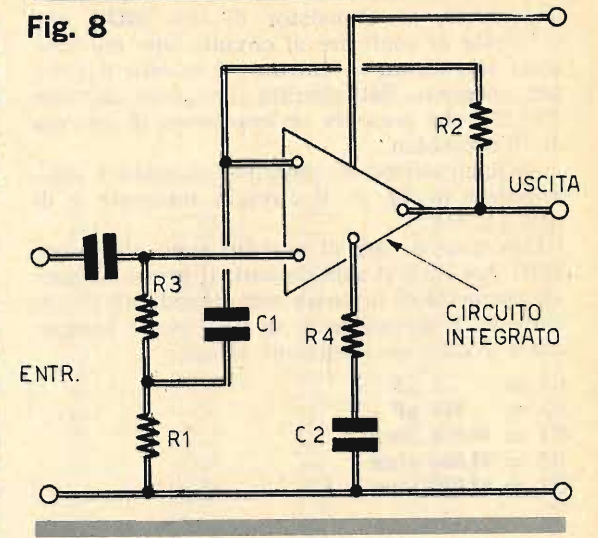 Fig. 8
R2
USCITA
R3
C1
R4
CIRCUITO
INTEGRATO
ENTR.
R1
C2